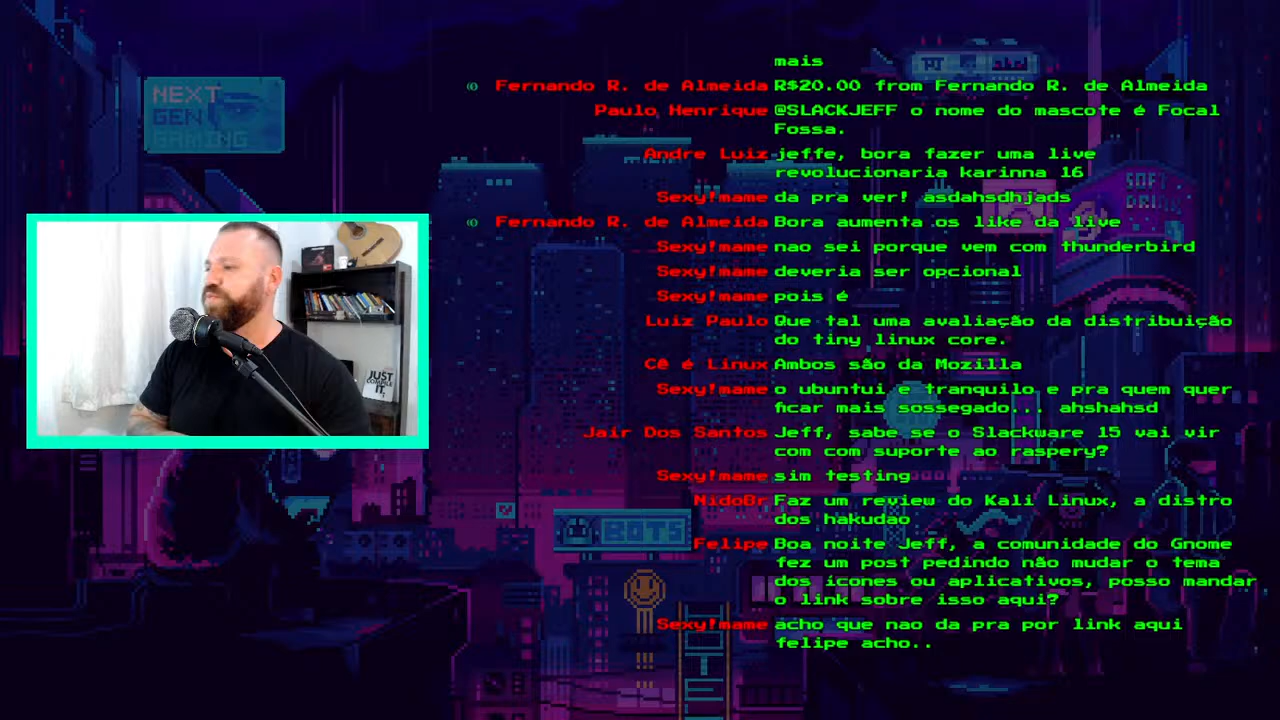 mais
Fernando R. de Almeida R$20.00 from Fernando R. de Almeida
Paulo Henrique @SLACKJEFF o nome do mascote é Focal
Fossa.
Andre Luiz jeffe, bora fazer uma live
revolucionaria karinna 16
Sexy!mame da pra ver! asdahsdhjads
Fernando R. de Almeida Bora aumenta os like da live
Sexy!mame nao sei porque vem com thunderbird
Sexy!mame deveria ser opcional
Sexy!mame pois é
Luiz Paulo Que tal uma avaliação da distribuição
do tiny linux core.
Cê é Linux Ambos são da Mozilla
Sexy!mame o ubuntui e tranquilo e pra quem quer
ficar mais sossegado... ahshahsd
Jair Dos Santos Jeff, sabe se o Slackware 15 vai vir
com com suporte ao raspery?
Sexy!mame sim testing
NidoBr Faz um review do Kali Linux, a distro
dos hakudao
Felipe Boa noite Jeff, a comunidade do Gnome
fez um post pedindo não mudar o tema
dos ícones ou aplicativos, posso mandar
o link sobre isso aqui?
Sexy!mame acho que nao da pra por link aqui
felipe acho..
NEXT
GEN
GAMING
SOFT
DRINK
JUST
COMPILE
IT.
BOTS
HOTEL